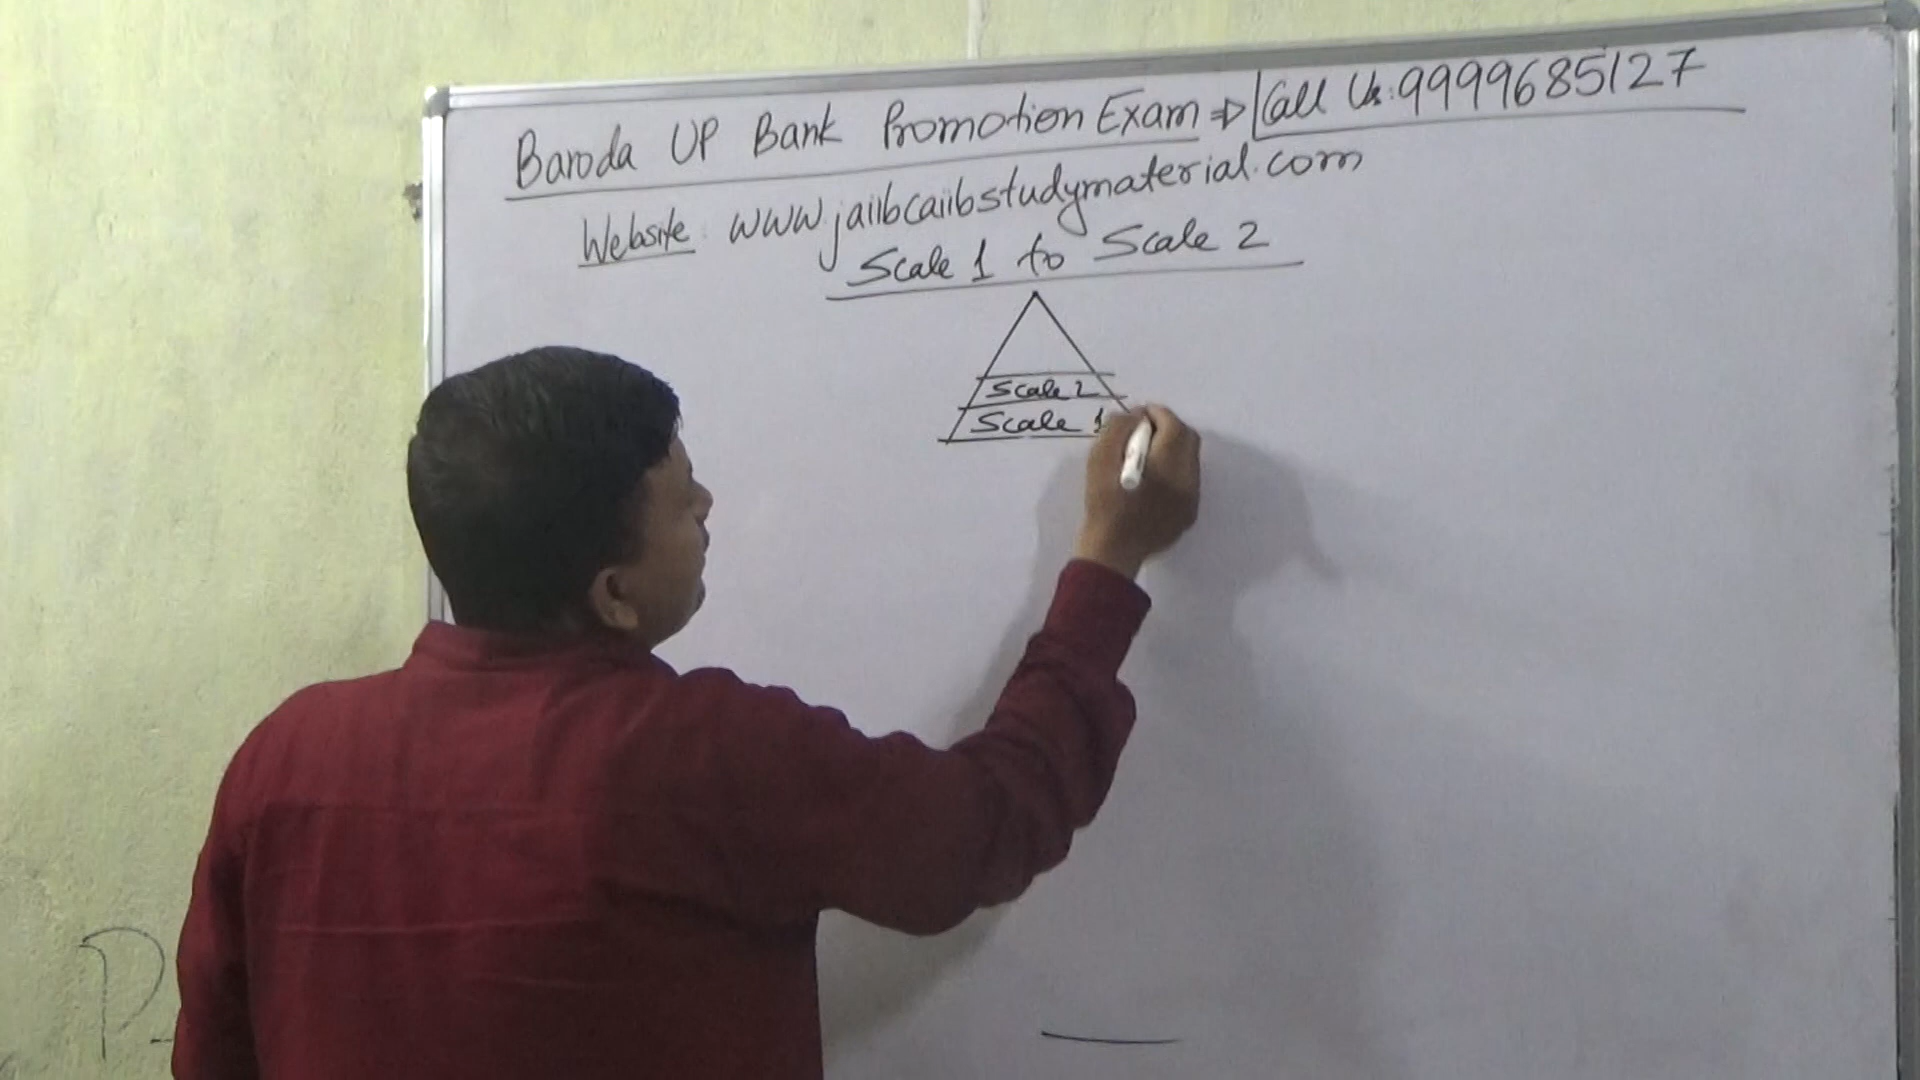 Baroda UP Bank Promotion Exam ⇒ Call Us: 9999685127
Website: www.jaiibcaiibstudymaterial.com
Scale 1 to Scale 2
Scale 2
Scale 1
P